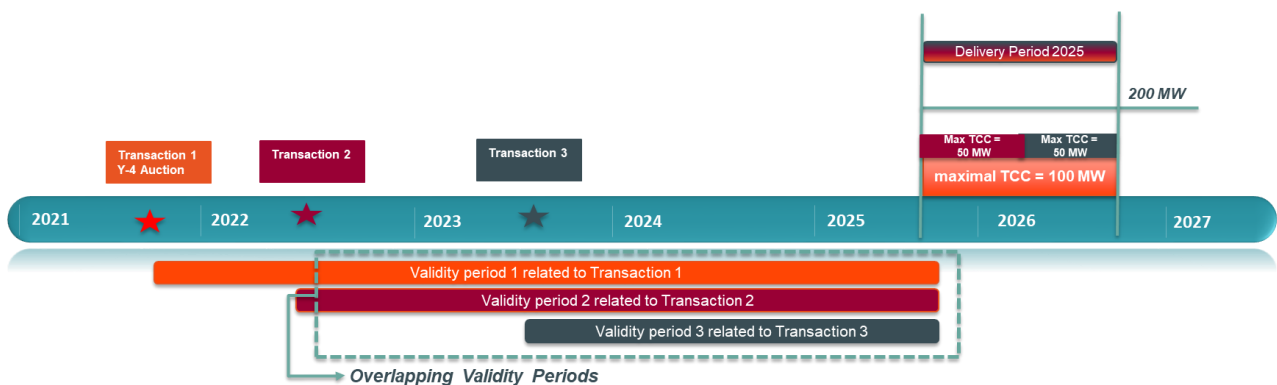 Delivery Period 2025
200 MW
Transaction 1
Y-4 Auction
Transaction 2
Transaction 3
Max TCC =
50 MW
Max TCC =
50 MW
maximal TCC = 100 MW
2021
2022
2023
2024
2025
2026
2027
Validity period 1 related to Transaction 1
Validity period 2 related to Transaction 2
Validity period 3 related to Transaction 3
Overlapping Validity Periods